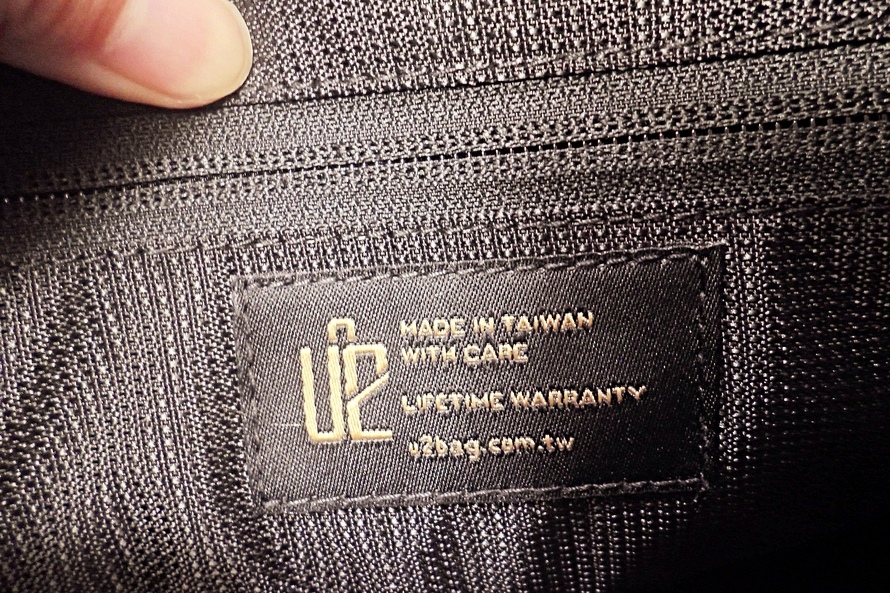 U2
MADE IN TAIWAN
WITH CARE
LIFETIME WARRANTY
u2bag.com.tw